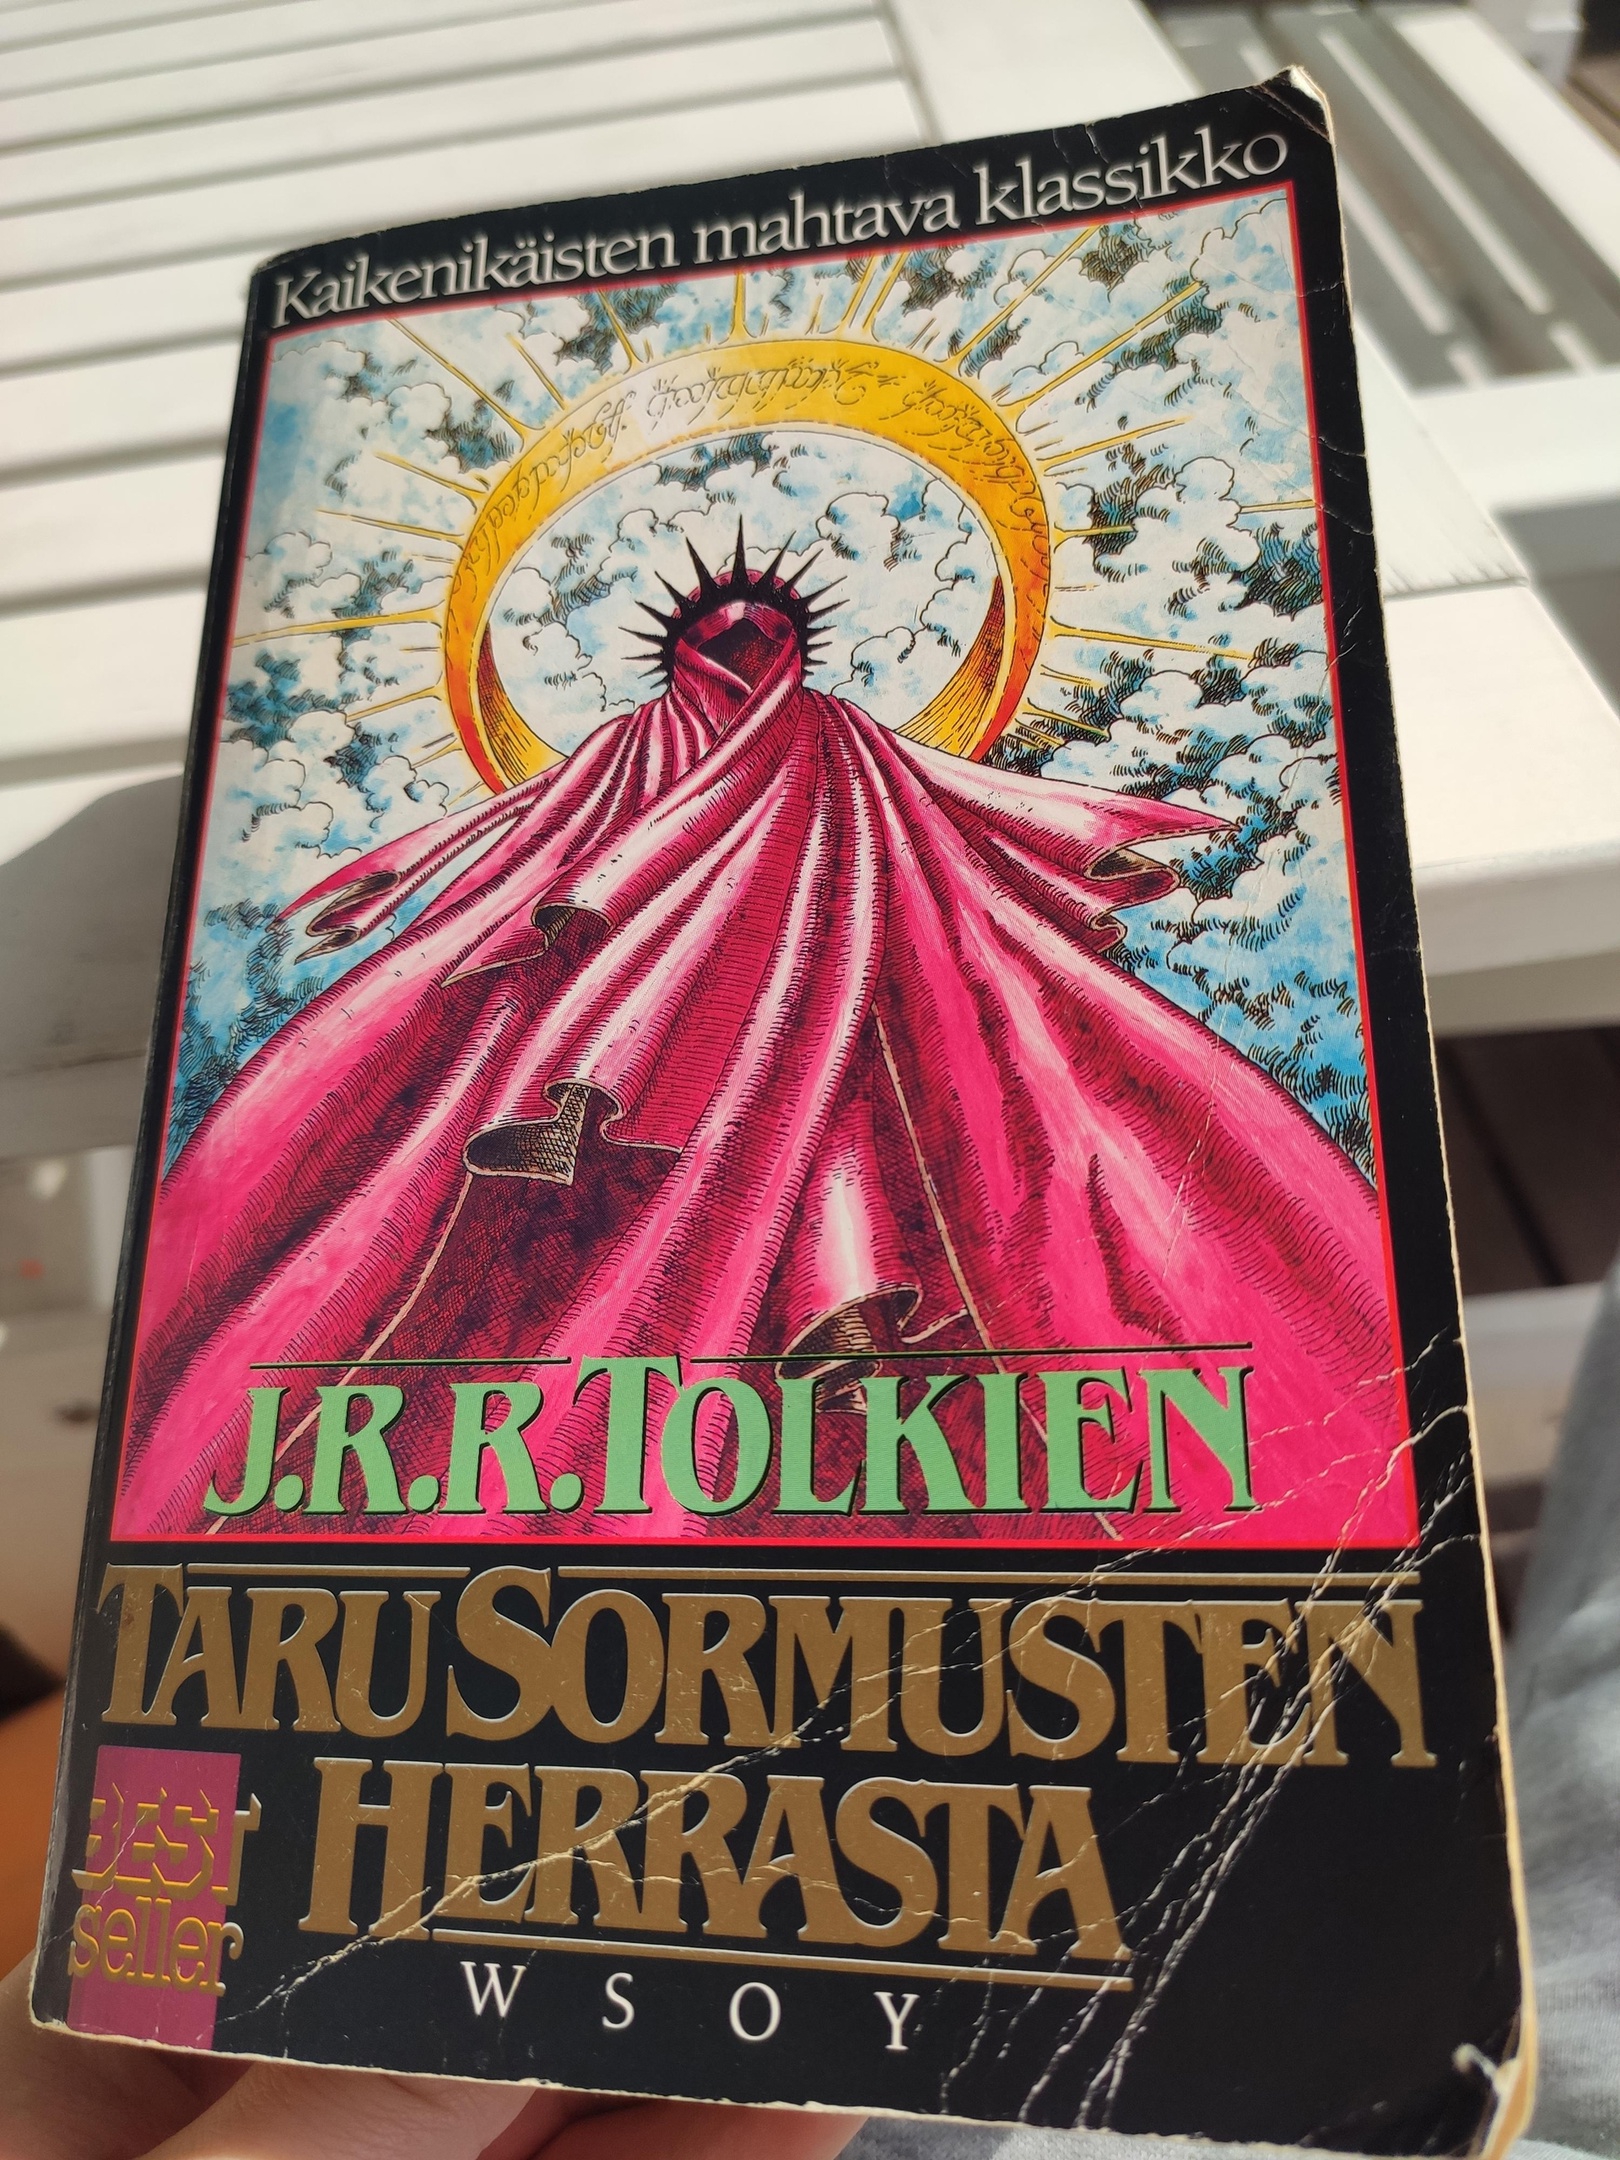 Kaikenikäisten mahtava klassikko
J.R.R. TOLKIEN
TARU SORMUSTEN
HERRASTA
BEST
seller
WSOY